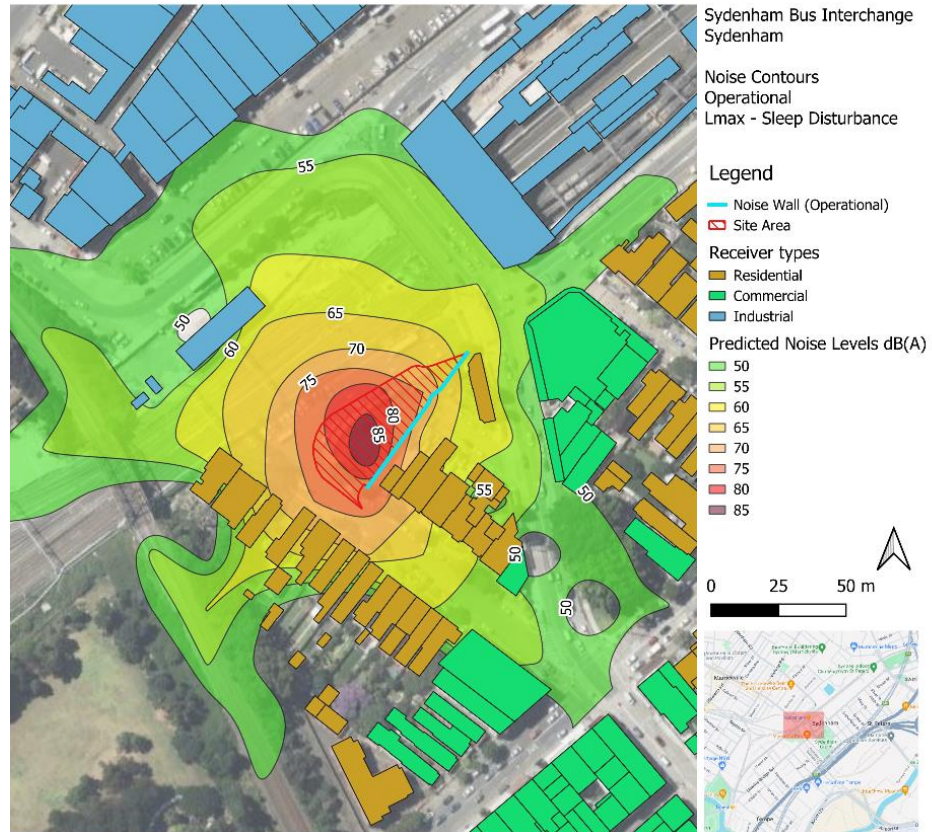 Sydenham Bus Interchange
Sydenham
Noise Contours
Operational
Lmax - Sleep Disturbance
Legend
Noise Wall (Operational)
Site Area
Receiver types
Residential
Commercial
Industrial
Predicted Noise Levels dB(A)
50
55
60
65
70
75
80
85
0 25 50 m
55
50
60
65
70
75
80
85
55
50
50
50
Sydenham